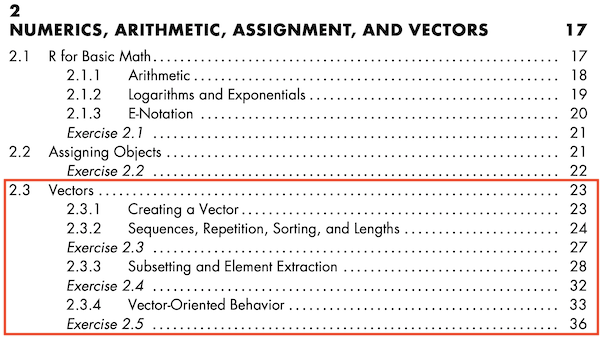 2
NUMERICS, ARITHMETIC, ASSIGNMENT, AND VECTORS 17
2.1 R for Basic Math 17
2.1.1 Arithmetic 18
2.1.2 Logarithms and Exponentials 19
2.1.3 E-Notation 20
Exercise 2.1 21
2.2 Assigning Objects 21
Exercise 2.2 22
2.3 Vectors 23
2.3.1 Creating a Vector 23
2.3.2 Sequences, Repetition, Sorting, and Lengths 24
Exercise 2.3 27
2.3.3 Subsetting and Element Extraction 28
Exercise 2.4 32
2.3.4 Vector-Oriented Behavior 33
Exercise 2.5 36